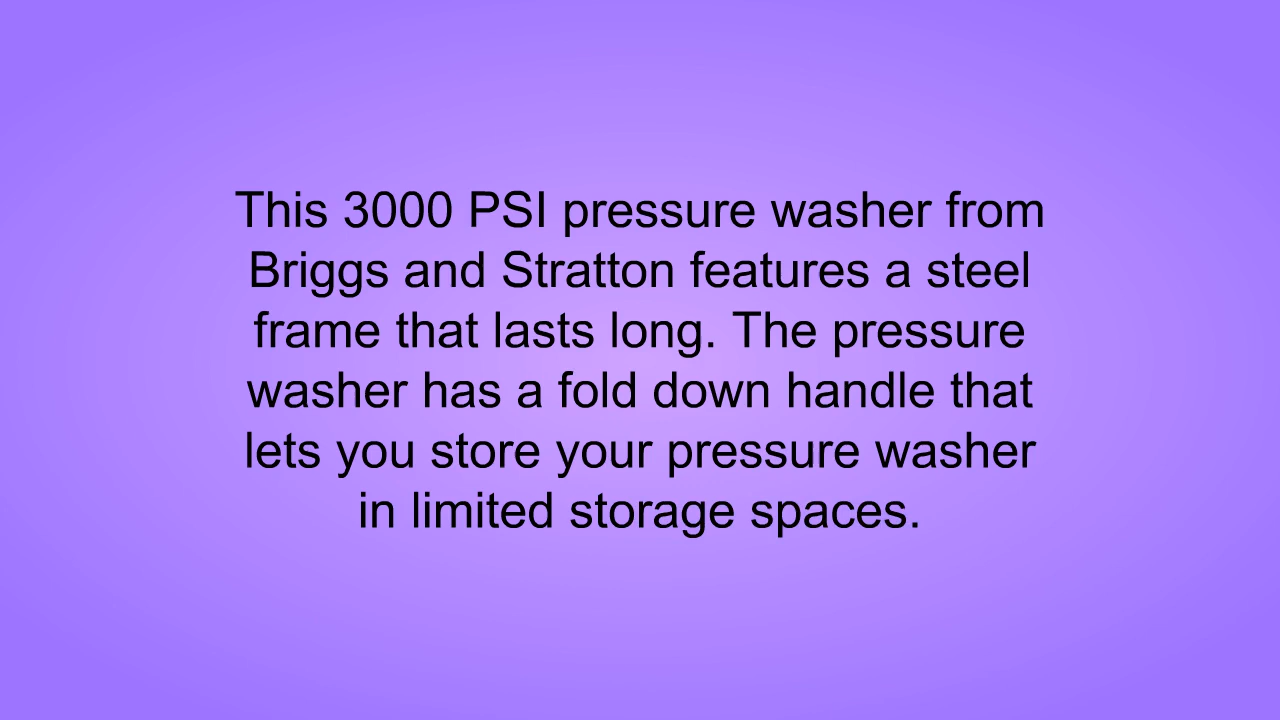 This 3000 PSI pressure washer from
Briggs and Stratton features a steel
frame that lasts long. The pressure
washer has a fold down handle that
lets you store your pressure washer
in limited storage spaces.